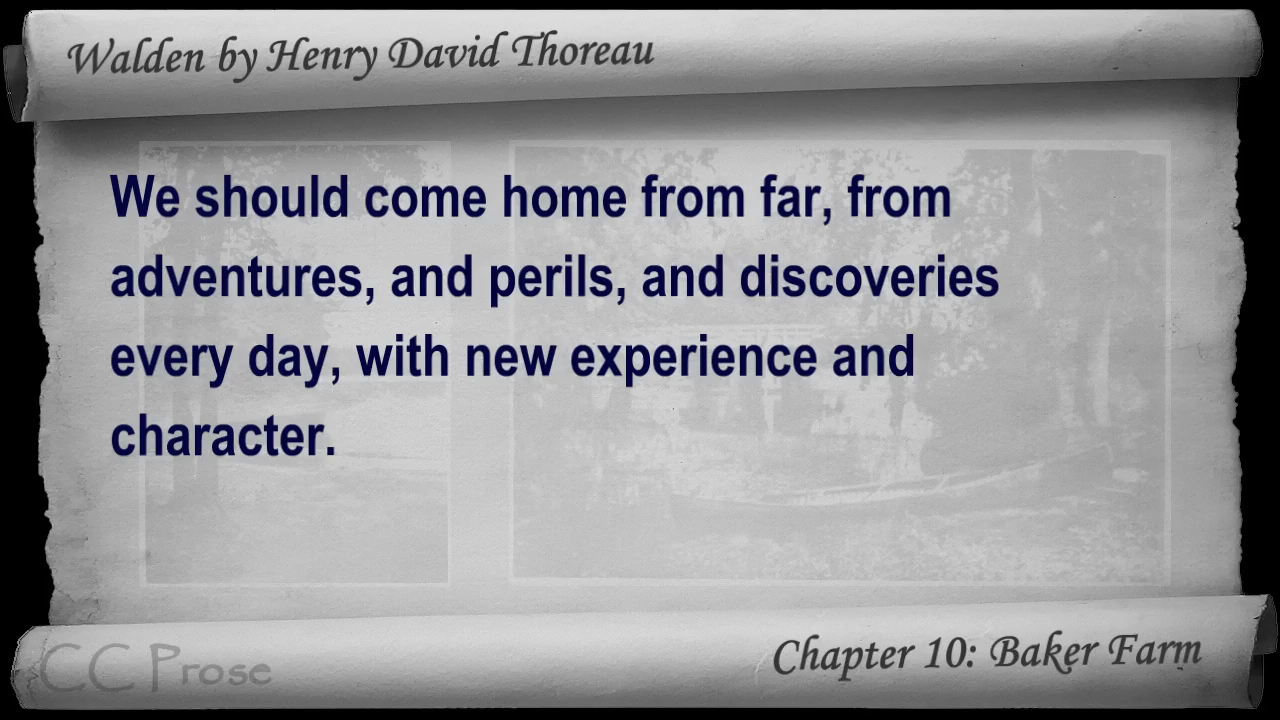 Walden by Henry David Thoreau
We should come home from far, from
adventures, and perils, and discoveries
every day, with new experience and
character.
CC Prose
Chapter 10: Baker Farm